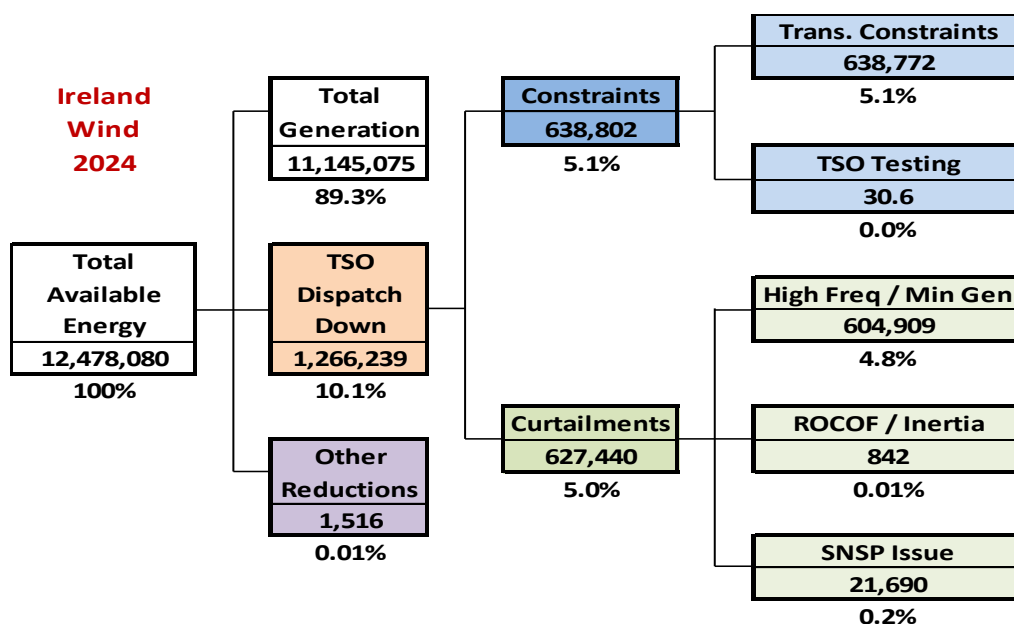 Ireland
Wind
2024
Total
Available
Energy
12,478,080
100%
Total
Generation
11,145,075
89.3%
TSO
Dispatch
Down
1,266,239
10.1%
Other
Reductions
1,516
0.01%
Constraints
638,802
5.1%
Curtailments
627,440
5.0%
Trans. Constraints
638,772
5.1%
TSO Testing
30.6
0.0%
High Freq / Min Gen
604,909
4.8%
ROCOF / Inertia
842
0.01%
SNSP Issue
21,690
0.2%